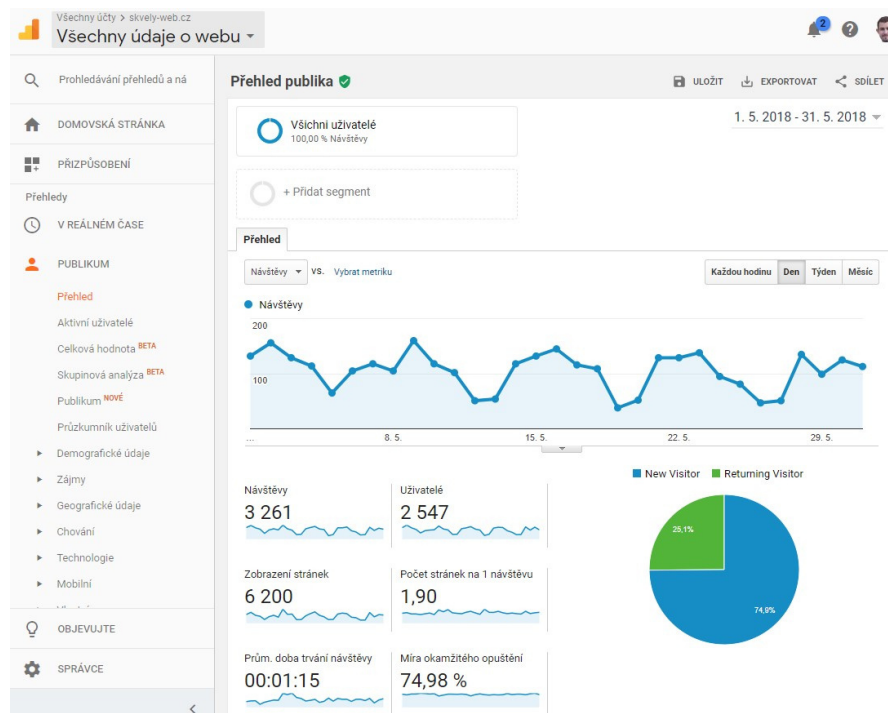 Všechny účty > skvely-web.cz
Všechny údaje o webu
2
Prohledávání přehledů a ná
DOMOVSKÁ STRÁNKA
PŘIZPŮSOBENÍ
Přehledy
V REÁLNÉM ČASE
PUBLIKUM
Přehled
Aktivní uživatelé
Celková hodnota BETA
Skupinová analýza BETA
Publikum NOVÉ
Průzkumník uživatelů
Demografické údaje
Zájmy
Geografické údaje
Chování
Technologie
Mobilní
OBJEVUJTE
SPRÁVCE
Přehled publika
ULOŽIT
EXPORTOVAT
SDÍLET
Všichni uživatelé
100,00 % Návštěvy
1. 5. 2018 - 31. 5. 2018
+ Přidat segment
Přehled
Návštěvy VS. Vybrat metriku
Každou hodinu Den Týden Měsíc
Návštěvy
200
100
... 8. 5. 15. 5. 22. 5. 29. 5.
Návštěvy
3 261
Uživatelé
2 547
Zobrazení stránek
6 200
Počet stránek na 1 návštěvu
1,90
Prům. doba trvání návštěvy
00:01:15
Míra okamžitého opuštění
74,98 %
New Visitor Returning Visitor
25,1%
74,9%